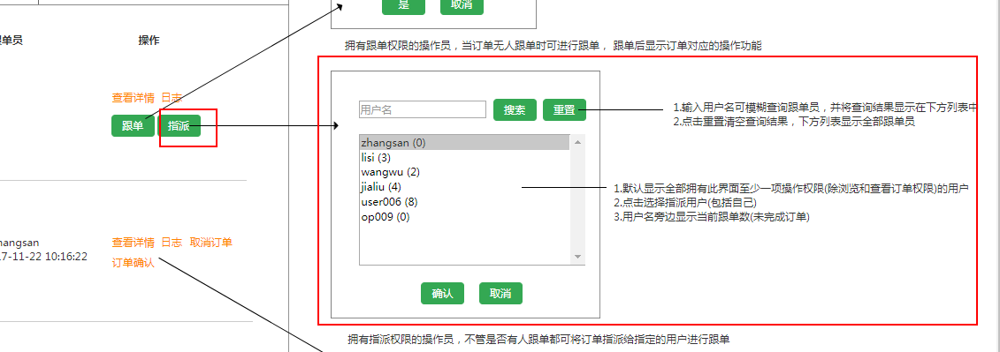 是 取消
跟单员 操作
拥有跟单权限的操作员，当订单无人跟单时可进行跟单， 跟单后显示订单对应的操作功能
查看详情 日志
跟单 指派
用户名 搜索 重置
1.输入用户名可模糊查询跟单员，并将查询结果显示在下方列表中
2.点击重置清空查询结果，下方列表显示全部跟单员
zhangsan (0)
lisi (3)
wangwu (2)
jialiu (4)
user006 (8)
op009 (0)
1.默认显示全部拥有此界面至少一项操作权限(除浏览和查看订单权限)的用户
2.点击选择指派用户(包括自己)
3.用户名旁边显示当前跟单数(未完成订单)
hangsan
7-11-22 10:16:22
查看详情 日志 取消订单
订单确认
确认 取消
拥有指派权限的操作员，不管是否有人跟单都可将订单指派给指定的用户进行跟单